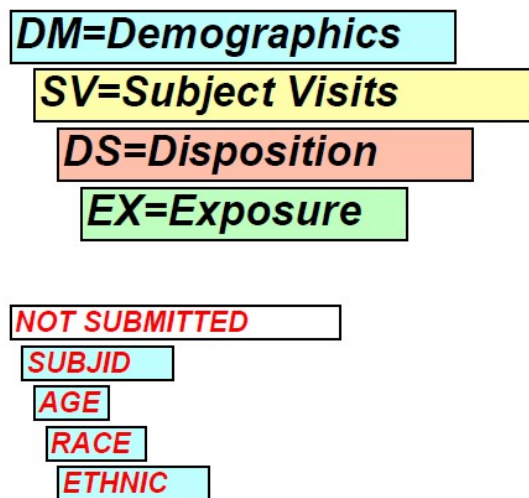 DM=Demographics
SV=Subject Visits
DS=Disposition
EX=Exposure
NOT SUBMITTED
SUBJID
AGE
RACE
ETHNIC